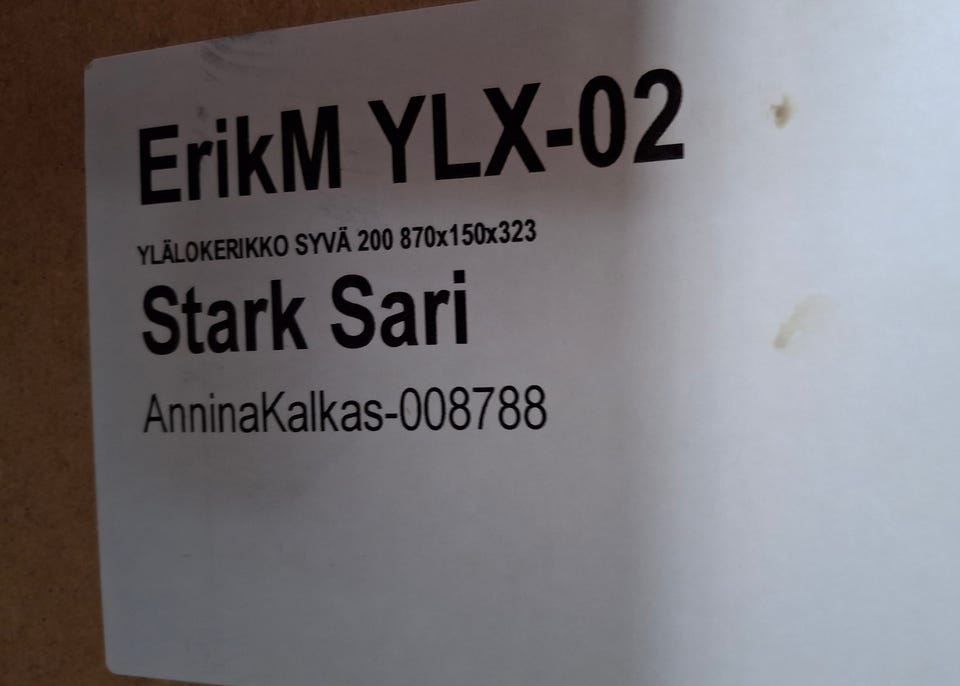 ErikM YLX-02
YLÄLOKERIKKO SYVÄ 200 870x150x323
Stark Sari
AnninaKalkas-008788